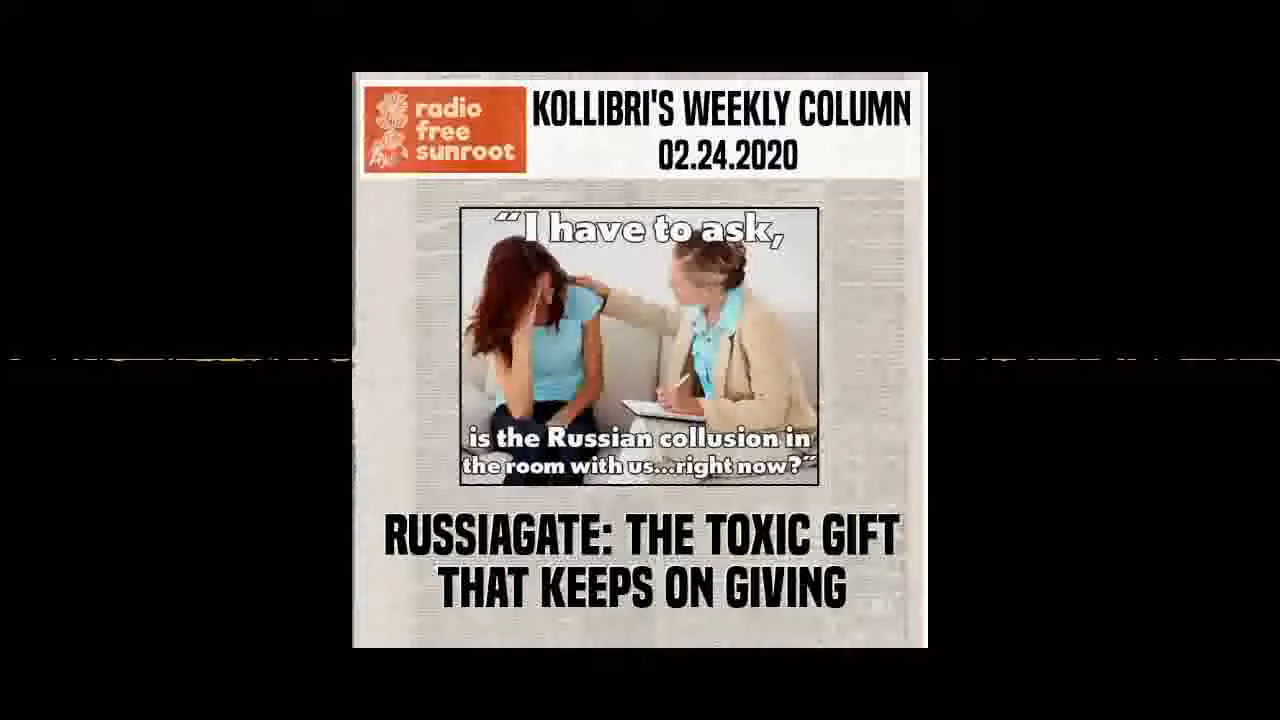 radio
free
sunroot
KOLLIBRI'S WEEKLY COLUMN
02.24.2020
"I have to ask,
is the Russian collusion in
the room with us...right now?"
RUSSIAGATE: THE TOXIC GIFT
THAT KEEPS ON GIVING